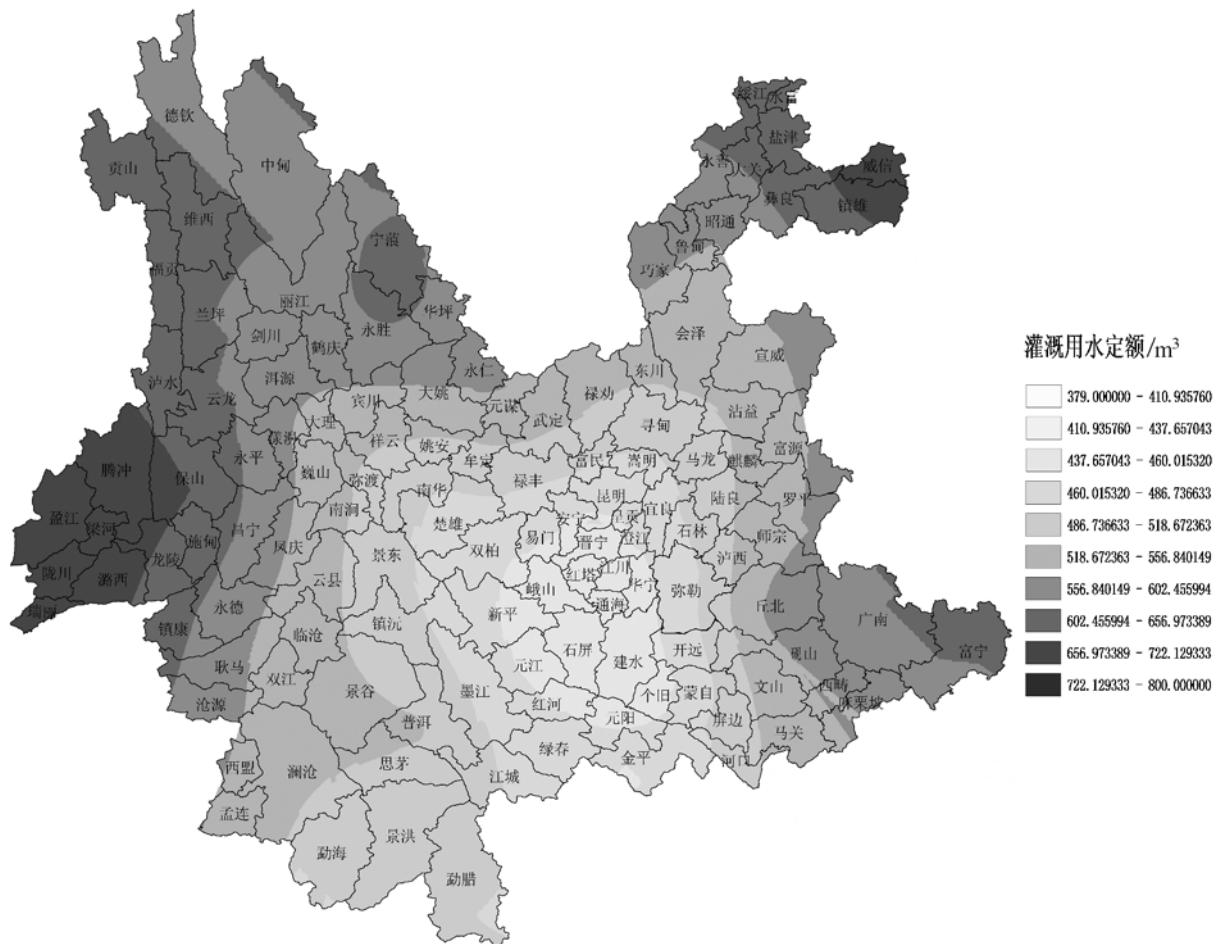 绥江
水富
德钦
盐津
中甸
永善
大关
威信
贡山
彝良
镇雄
维西
昭通
宁蒗
鲁甸
福贡
巧家
丽江
兰坪
华坪
会泽
剑川
永胜
鹤庆
宣威
灌溉用水定额/m³
洱源
永仁
东川
泸水
禄劝
379.000000 - 410.935760
云龙
宾川
大姚
元谋
武定
沾益
410.935760 - 437.657043
大理
寻甸
漾濞
祥云
姚安
富源
437.657043 - 460.015320
永平
牟定
富民
嵩明
马龙
麒麟
腾冲
保山
巍山
弥渡
禄丰
460.015320 - 486.736633
南华
昆明
陆良
罗平
昌宁
南涧
楚雄
安宁
呈贡
宜良
486.736633 - 518.672363
盈江
梁河
施甸
凤庆
双柏
易门
晋宁
澄江
石林
师宗
518.672363 - 556.840149
龙陵
景东
泸西
陇川
潞西
云县
红塔
江川
556.840149 - 602.455994
瑞丽
永德
峨山
华宁
弥勒
新平
通海
丘北
广南
602.455994 - 656.973389
镇康
临沧
镇沅
石屏
建水
开远
砚山
富宁
656.973389 - 722.129333
耿马
元江
双江
景谷
墨江
个旧
蒙自
文山
西畴
722.129333 - 800.000000
沧源
红河
麻栗坡
普洱
元阳
屏边
马关
绿春
金平
河口
西盟
澜沧
思茅
江城
孟连
景洪
勐海
勐腊